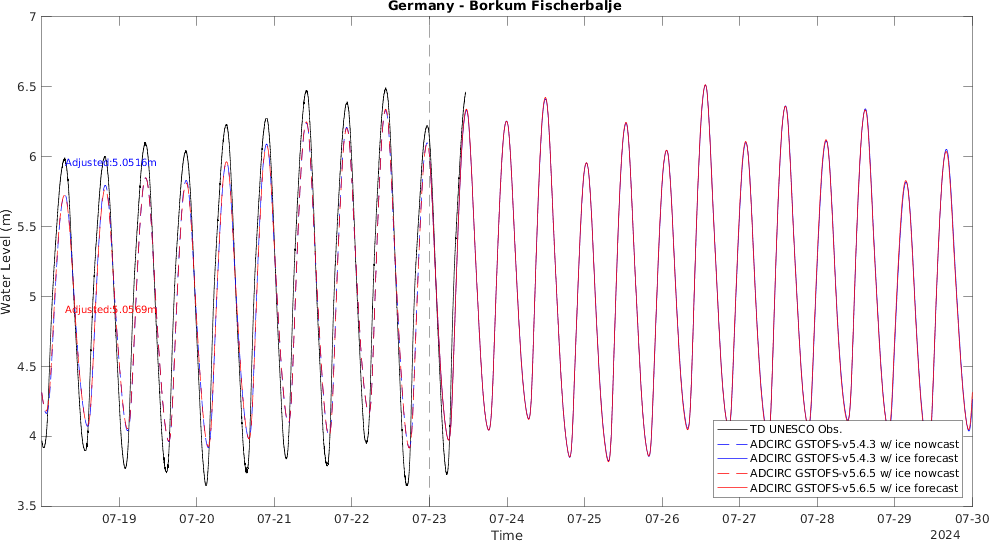 Germany - Borkum Fischerbalje
7
6.5
6
5.5
5
4.5
4
3.5
Water Level (m)
Adjusted:5.0516m
Adjusted:5.0569m
TD UNESCO Obs.
ADCIRC GSTOFS-v5.4.3 w/ ice nowcast
ADCIRC GSTOFS-v5.4.3 w/ ice forecast
ADCIRC GSTOFS-v5.6.5 w/ ice nowcast
ADCIRC GSTOFS-v5.6.5 w/ ice forecast
07-19 07-20 07-21 07-22 07-23 07-24 07-25 07-26 07-27 07-28 07-29 07-30
Time
2024